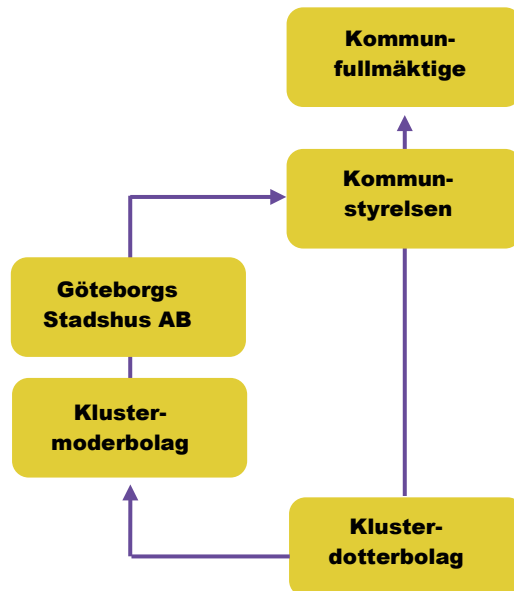 Kommun-
fullmäktige
Kommun-
styrelsen
Göteborgs
Stadshus AB
Kluster-
moderbolag
Kluster-
dotterbolag